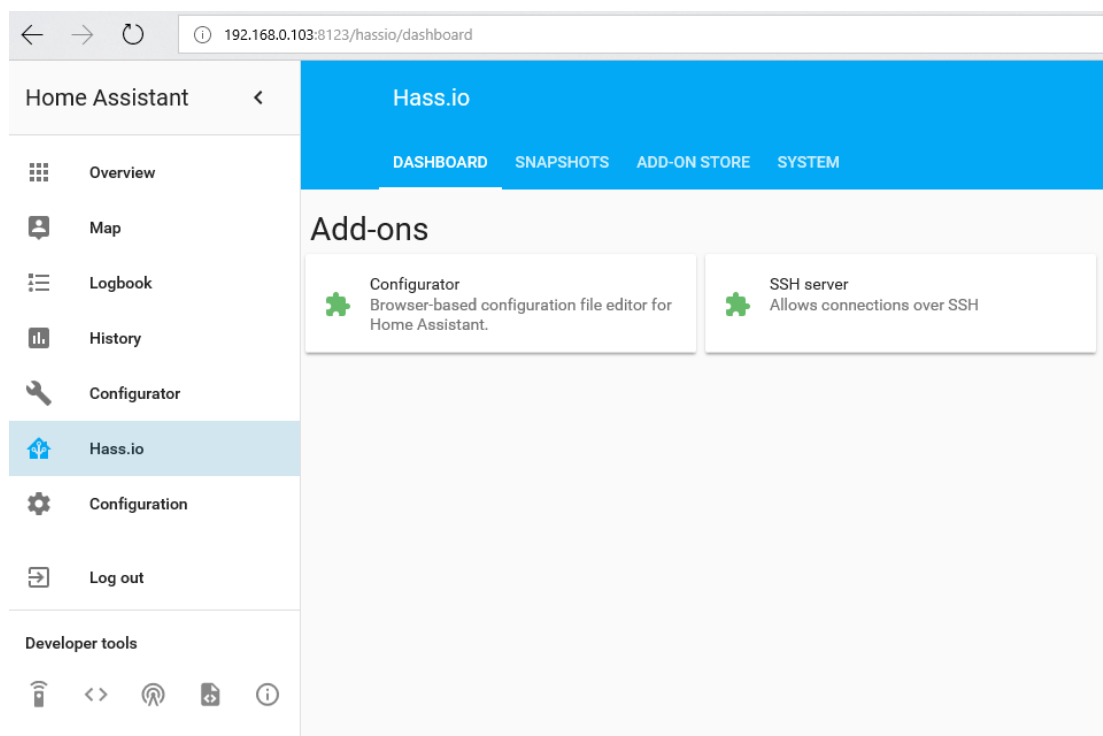 192.168.0.103:8123/hassio/dashboard
Home Assistant
Overview
Map
Logbook
History
Configurator
Hass.io
Configuration
Log out
Developer tools
Hass.io
DASHBOARD SNAPSHOTS ADD-ON STORE SYSTEM
Add-ons
Configurator
Browser-based configuration file editor for
Home Assistant.
SSH server
Allows connections over SSH